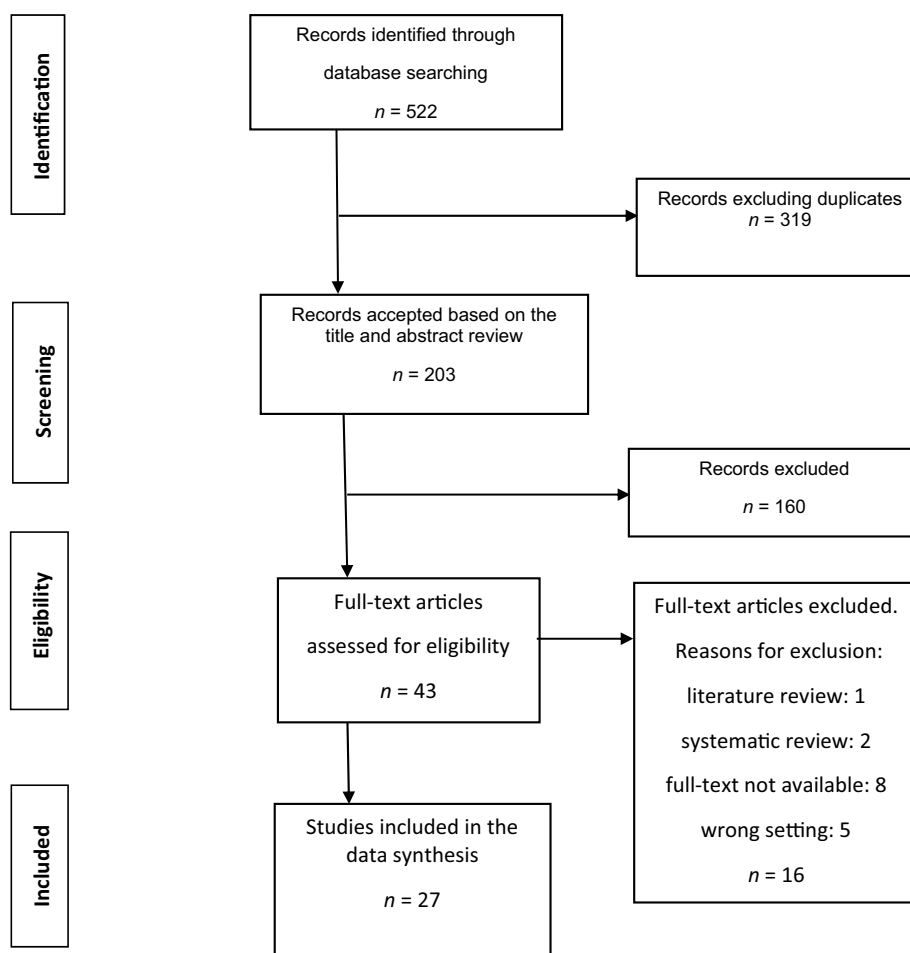 Identification
Records identified through
database searching
n = 522
Records excluding duplicates
n = 319
Screening
Records accepted based on the
title and abstract review
n = 203
Records excluded
n = 160
Eligibility
Full-text articles
assessed for eligibility
n = 43
Full-text articles excluded.
Reasons for exclusion:
literature review: 1
systematic review: 2
full-text not available: 8
wrong setting: 5
n = 16
Included
Studies included in the
data synthesis
n = 27